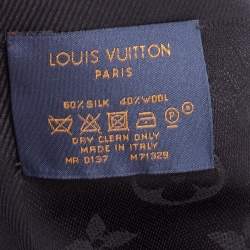 LOUIS VUITTON
PARIS
60% SILK 40% WOOL
DRY CLEAN ONLY
MADE IN ITALY
MR 0137 M71329